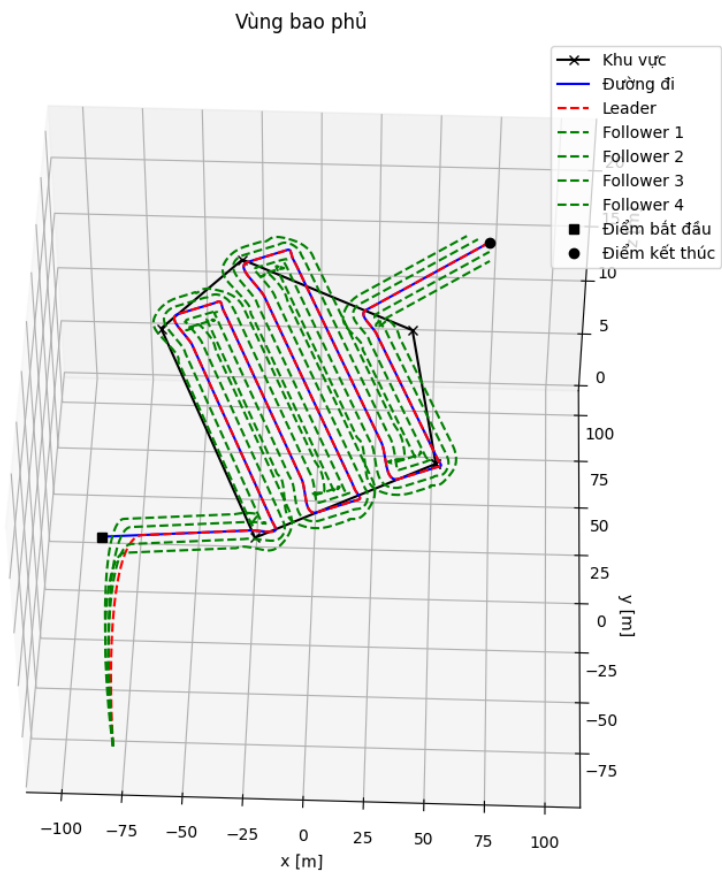 Vùng bao phủ
Khu vực
Đường đi
Leader
Follower 1
Follower 2
Follower 3
Follower 4
Điểm bắt đầu
Điểm kết thúc
20
15
10
5
0
100
75
50
25
0
−25
−50
−75
y [m]
−100
−75
−50
−25
0
25
50
75
100
x [m]